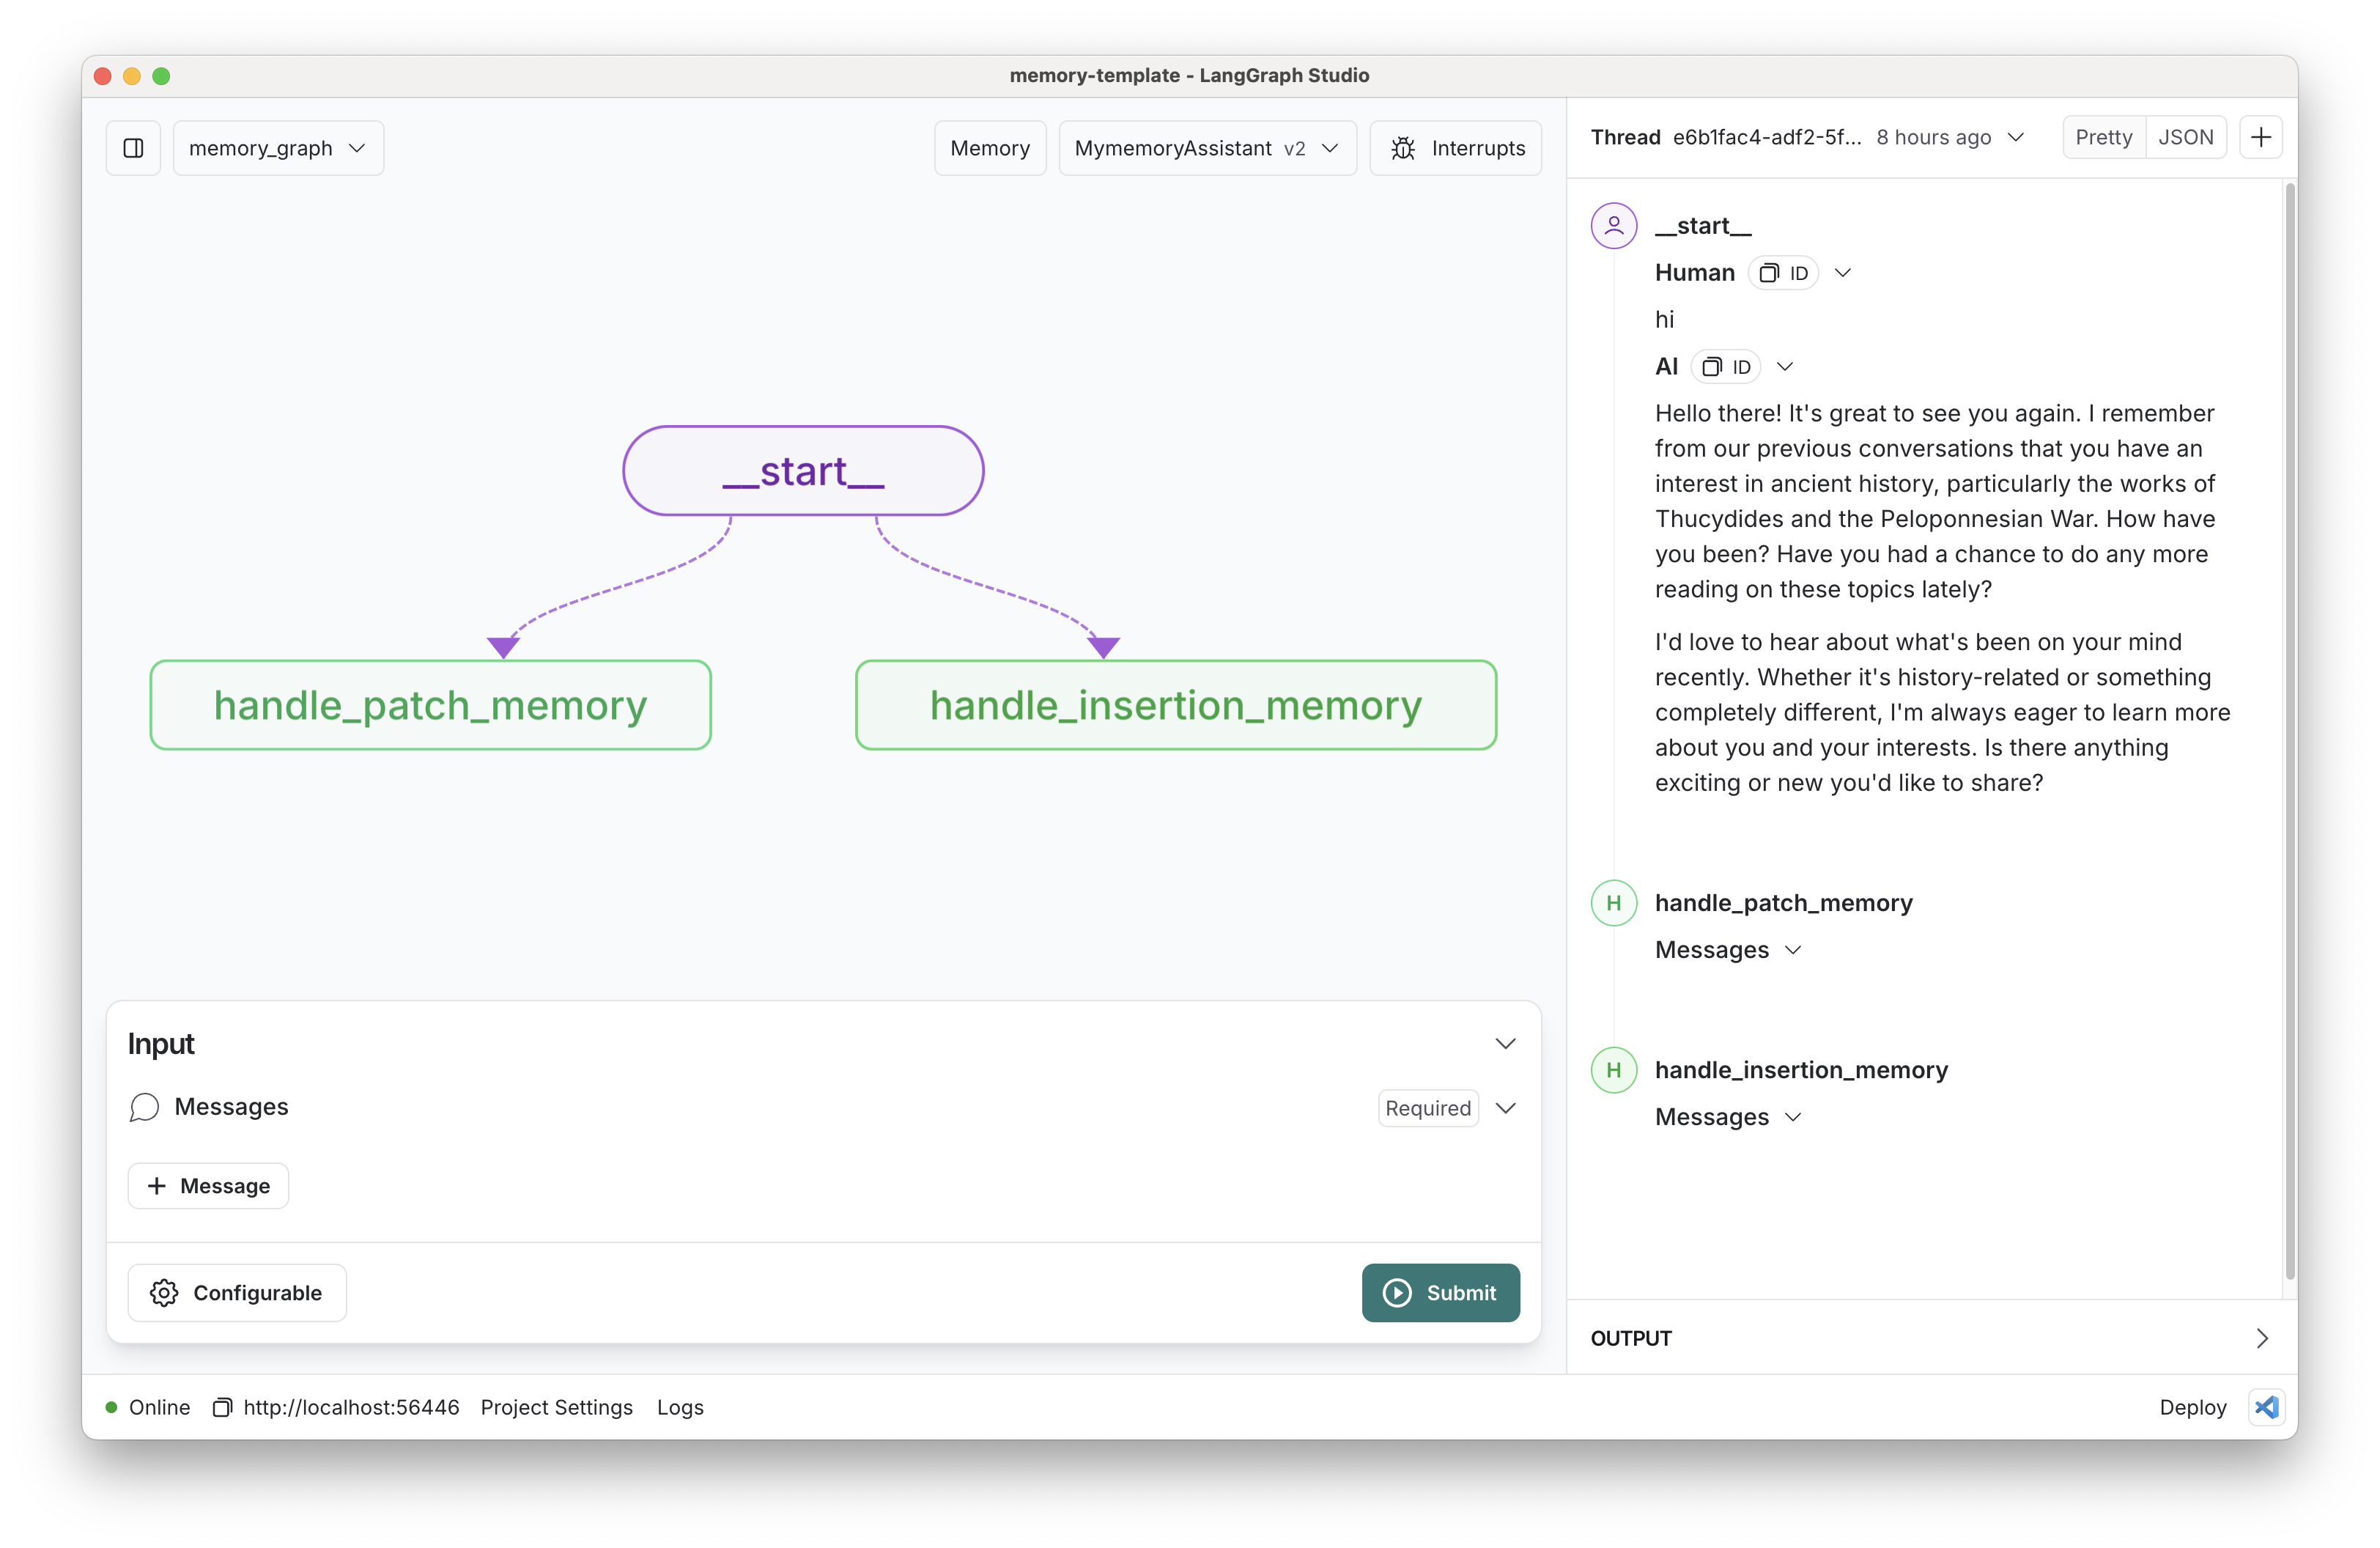 memory-template - LangGraph Studio
memory_graph
Memory
MymemoryAssistant v2
Interrupts
__start__
handle_patch_memory
handle_insertion_memory
Input
Messages
Required
+ Message
Configurable
Submit
Thread e6b1fac4-adf2-5f... 8 hours ago
Pretty
JSON
__start__
Human ID
hi
AI ID
Hello there! It's great to see you again. I remember
from our previous conversations that you have an
interest in ancient history, particularly the works of
Thucydides and the Peloponnesian War. How have
you been? Have you had a chance to do any more
reading on these topics lately?
I'd love to hear about what's been on your mind
recently. Whether it's history-related or something
completely different, I'm always eager to learn more
about you and your interests. Is there anything
exciting or new you'd like to share?
H handle_patch_memory
Messages
H handle_insertion_memory
Messages
OUTPUT
Online
http://localhost:56446
Project Settings
Logs
Deploy